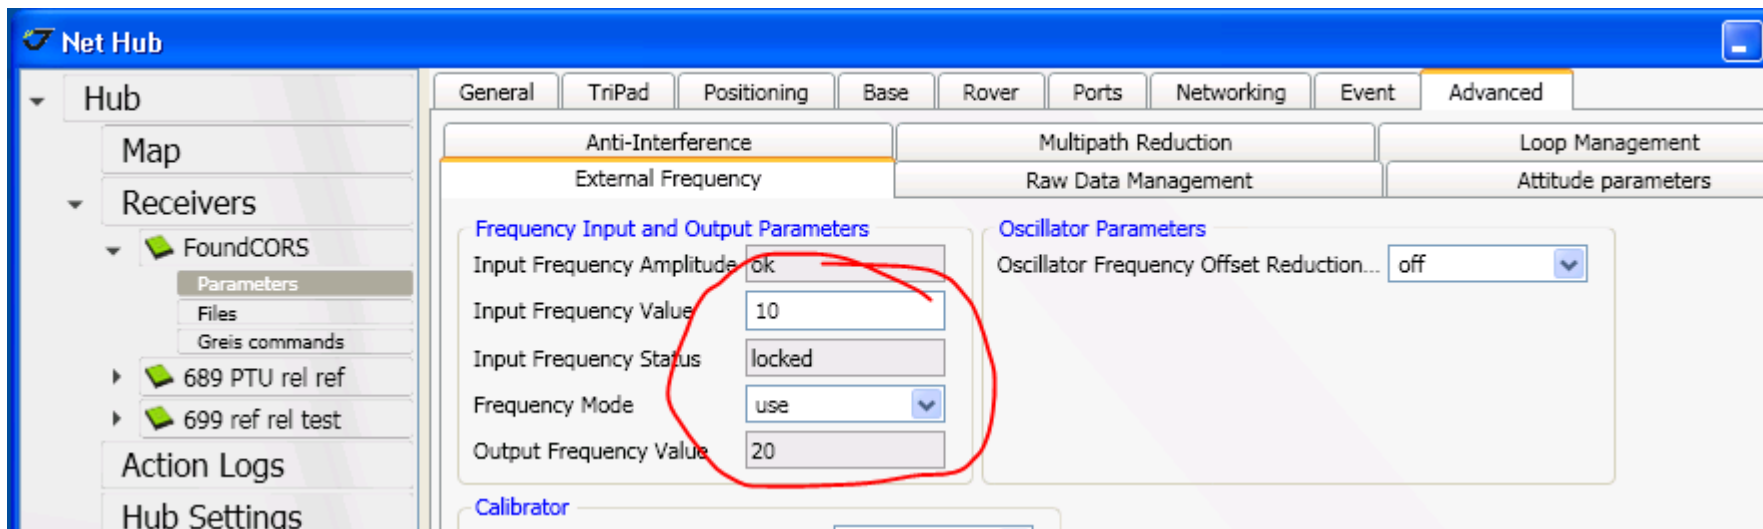 Net Hub
Hub
Map
Receivers
FoundCORS
Parameters
Files
Greis commands
689 PTU rel ref
699 ref rel test
Action Logs
Hub Settings
General TriPad Positioning Base Rover Ports Networking Event Advanced
Anti-Interference Multipath Reduction Loop Management
External Frequency Raw Data Management Attitude parameters
Frequency Input and Output Parameters
Input Frequency Amplitude ok
Input Frequency Value 10
Input Frequency Status locked
Frequency Mode use
Output Frequency Value 20
Oscillator Parameters
Oscillator Frequency Offset Reduction... off
Calibrator